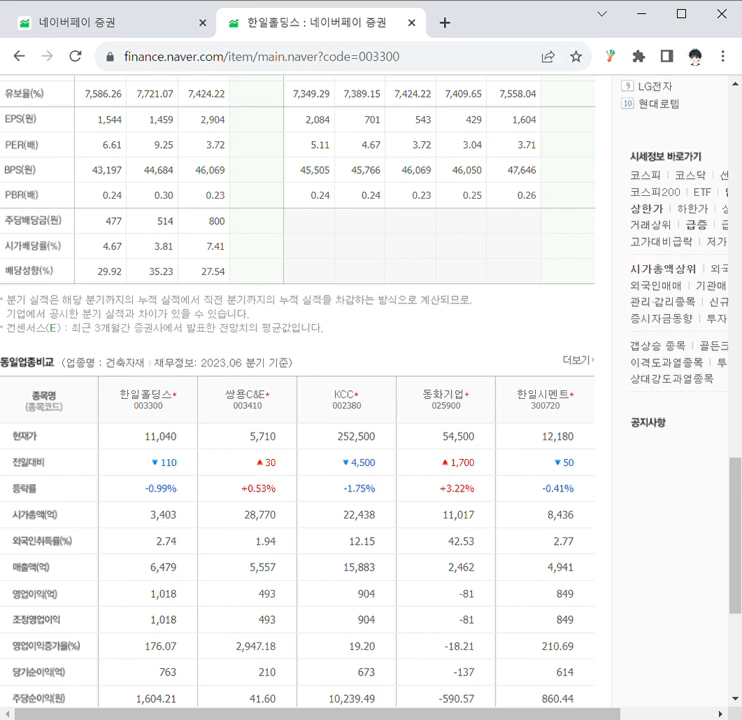 네이버페이 증권
한일홀딩스 : 네이버페이 증권
finance.naver.com/item/main.naver?code=003300
유보율(%) 7,586.26 7,721.07 7,424.22 7,349.29 7,389.15 7,424.22 7,409.65 7,558.04
EPS(원) 1,544 1,459 2,904 2,084 701 543 429 1,604
PER(배) 6.61 9.25 3.72 5.11 4.67 3.72 3.04 3.71
BPS(원) 43,197 44,684 46,069 45,505 45,766 46,069 46,050 47,646
PBR(배) 0.24 0.30 0.23 0.24 0.24 0.23 0.25 0.26
주당배당금(원) 477 514 800
시가배당률(%) 4.67 3.81 7.41
배당성향(%) 29.92 35.23 27.54
* 분기 실적은 해당 분기까지의 누적 실적에서 직전 분기까지의 누적 실적을 차감하는 방식으로 계산되므로,
기업에서 공시한 분기 실적과 차이가 있을 수 있습니다.
* 컨센서스(E) : 최근 3개월간 증권사에서 발표한 전망치의 평균값입니다.
동일업종비교 (업종명 : 건축자재 | 재무정보: 2023.06 분기 기준) 더보기
종목명 (종목코드) 한일홀딩스* 003300 쌍용C&E* 003410 KCC* 002380 동화기업* 025900 한일시멘트* 300720
현재가 11,040 5,710 252,500 54,500 12,180
전일대비 ▼110 ▲30 ▼4,500 ▲1,700 ▼50
등락률 -0.99% +0.53% -1.75% +3.22% -0.41%
시가총액(억) 3,403 28,770 22,438 11,017 8,436
외국인취득률(%) 2.74 1.94 12.15 42.53 2.77
매출액(억) 6,479 5,557 15,883 2,462 4,941
영업이익(억) 1,018 493 904 -81 849
조정영업이익 1,018 493 904 -81 849
영업이익증가율(%) 176.07 2,947.18 19.20 -18.21 210.69
당기순이익(억) 763 210 673 -137 614
주당순이익(원) 1,604.21 41.60 10,239.49 -590.57 860.44
9 LG전자
10 현대로템
시세정보 바로가기
코스피 | 코스닥 | 선
코스피200 | ETF |
상한가 | 하한가 | 상
거래상위 | 급증 | 급
고가대비급락 | 저가
시가총액상위 | 외국
외국인매매 | 기관매
관리·감리종목 | 신규
증시자금동향 | 투자
갭상승 종목 | 골든크
이격도과열종목 | 투
상대강도과열종목
공지사항